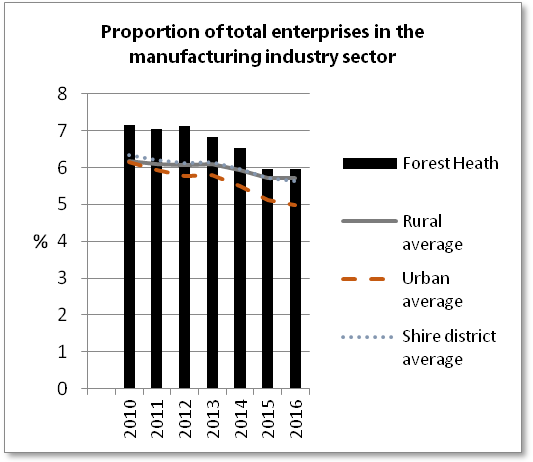 Proportion of total enterprises in the
manufacturing industry sector
8
7
6
5
4
3
2
1
0
%
2010
2011
2012
2013
2014
2015
2016
Forest Heath
Rural
average
Urban
average
Shire district
average